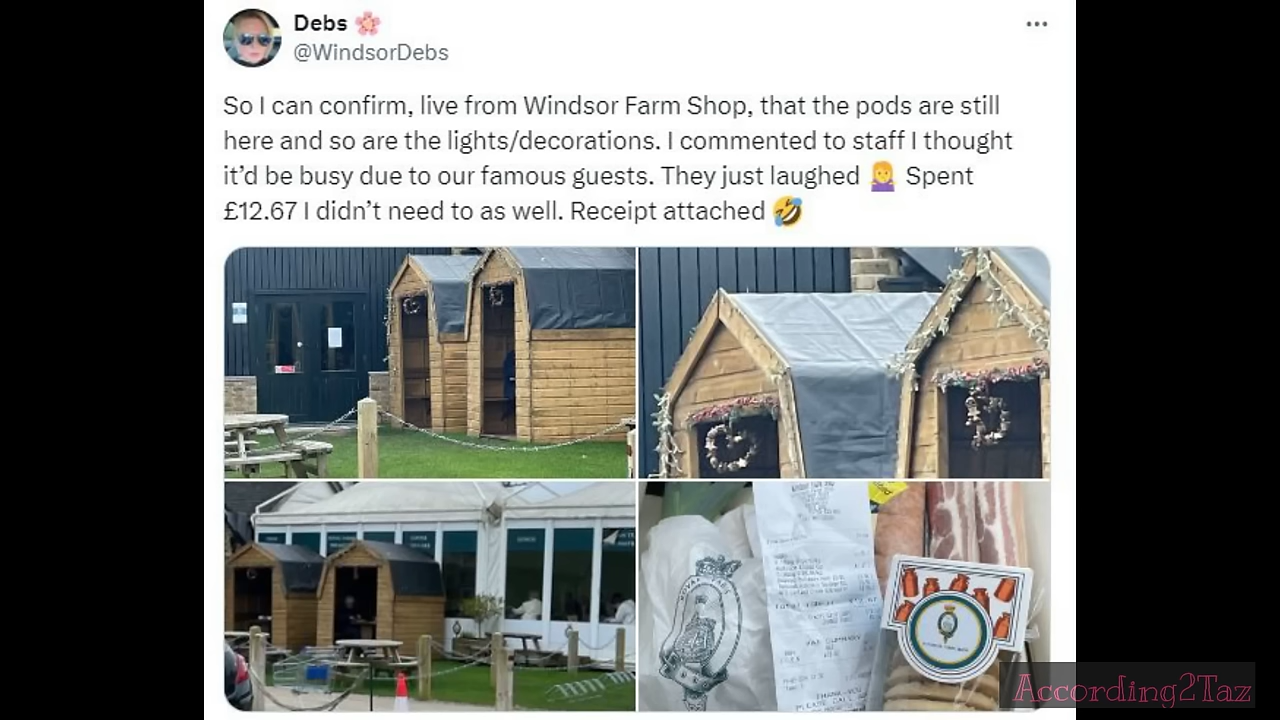 Debs 🌸
@WindsorDebs
So I can confirm, live from Windsor Farm Shop, that the pods are still
here and so are the lights/decorations. I commented to staff I thought
it’d be busy due to our famous guests. They just laughed 🤷‍♀️ Spent
£12.67 I didn’t need to as well. Receipt attached 🤣
According2Taz